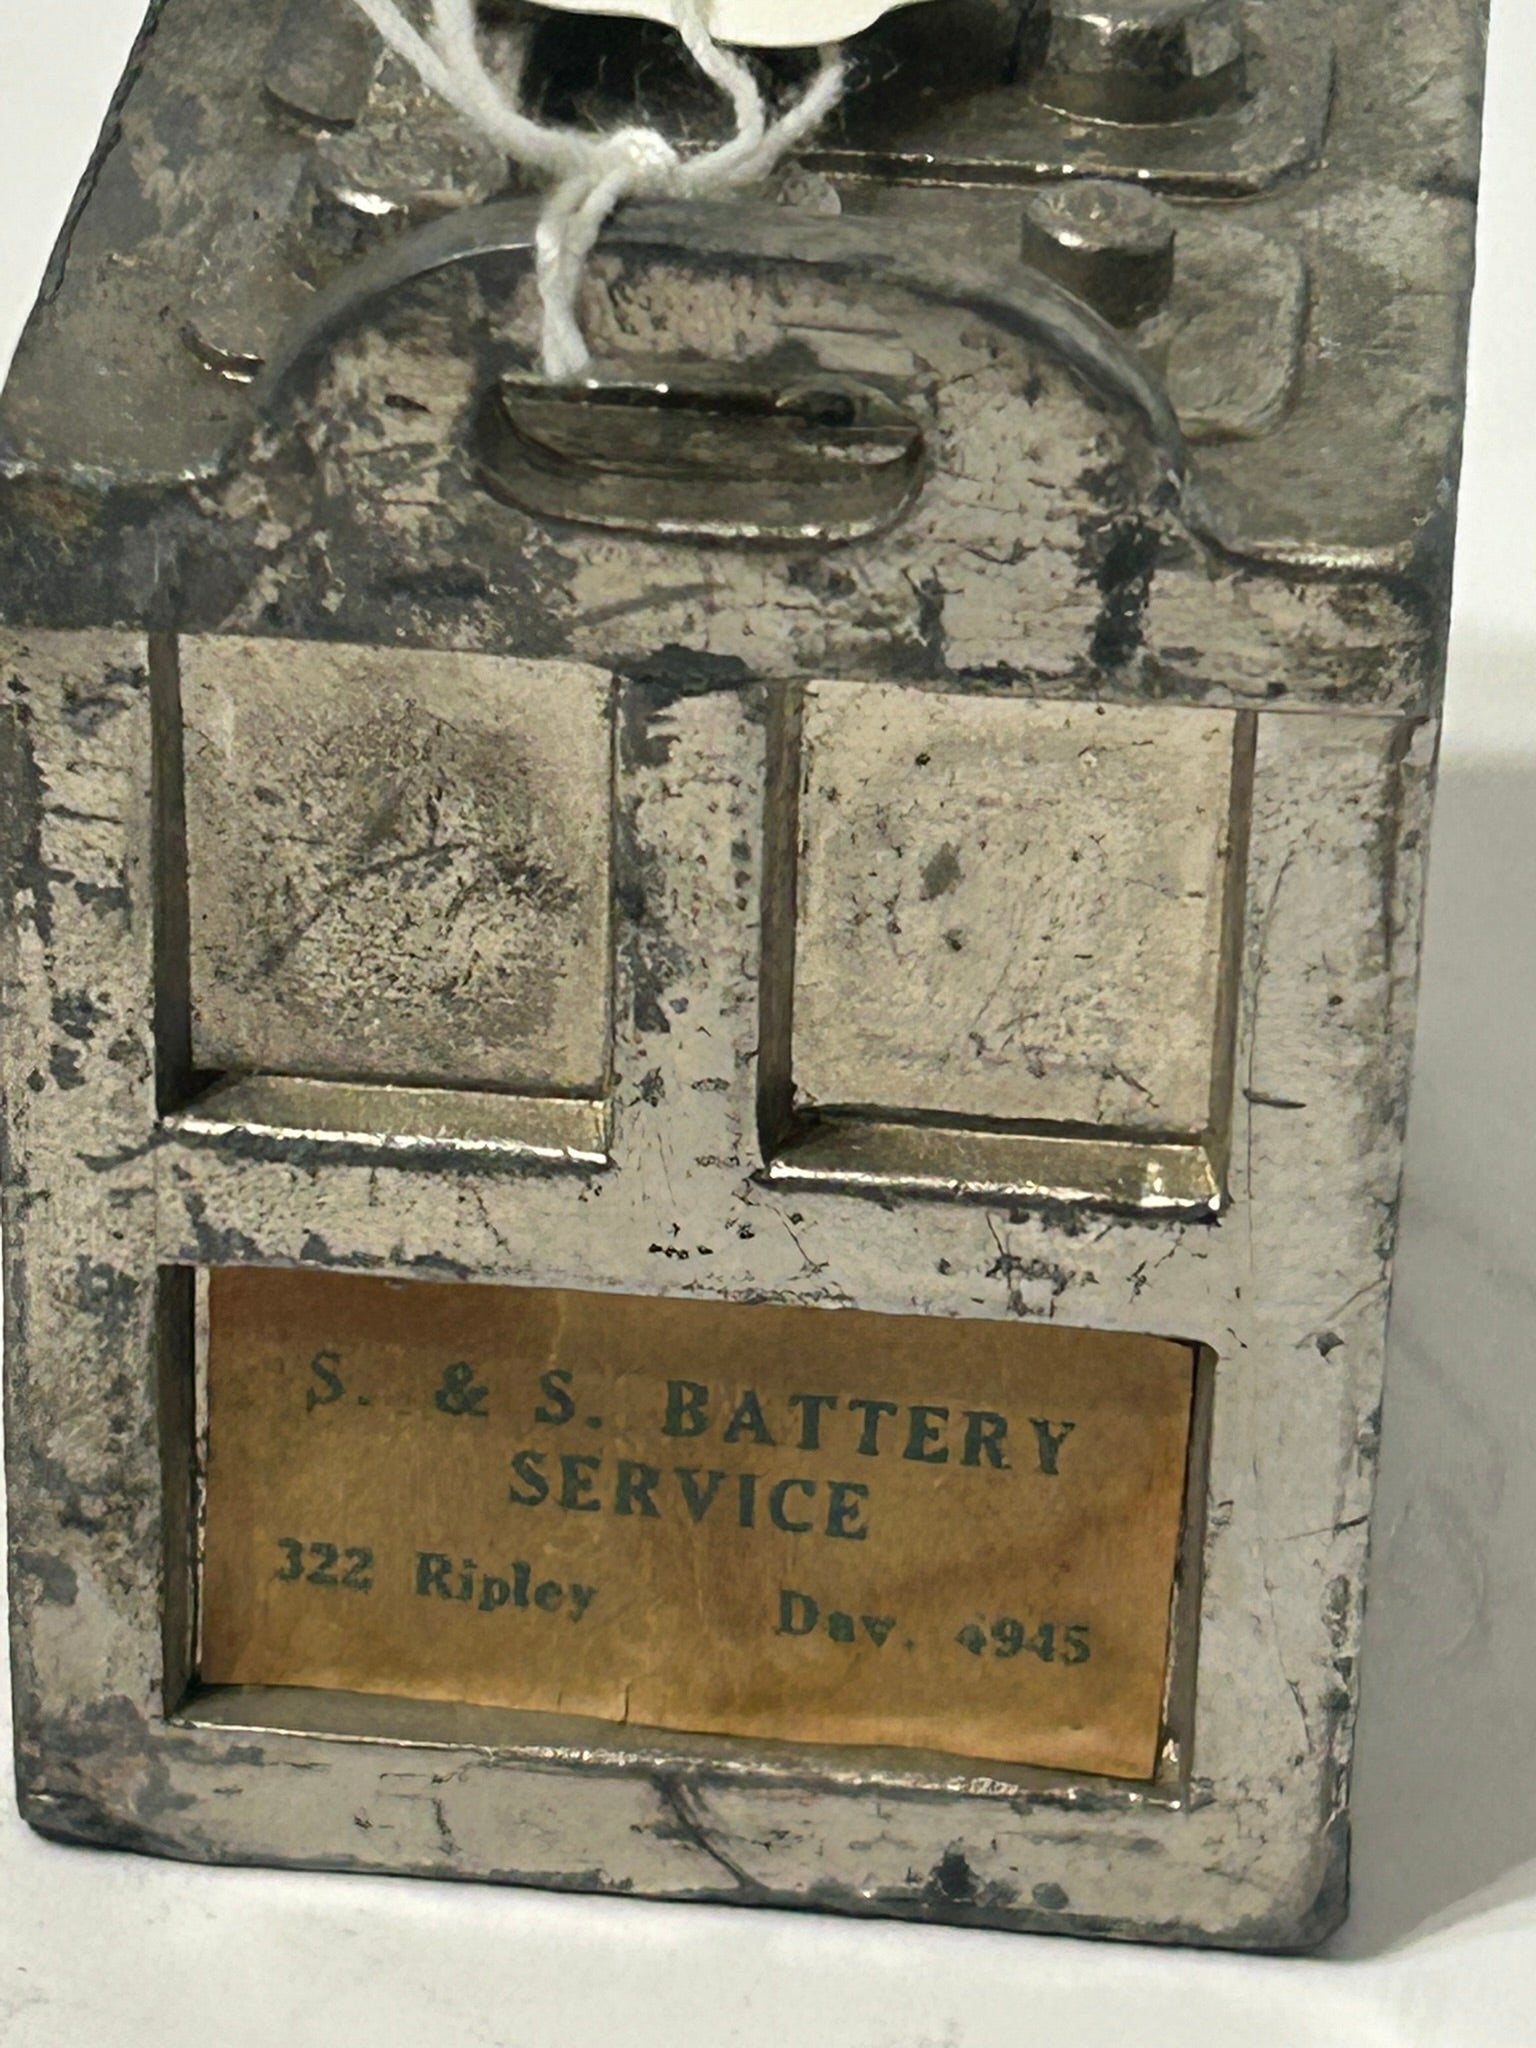 S. & S. BATTERY
SERVICE
322 Ripley Dav. 4945